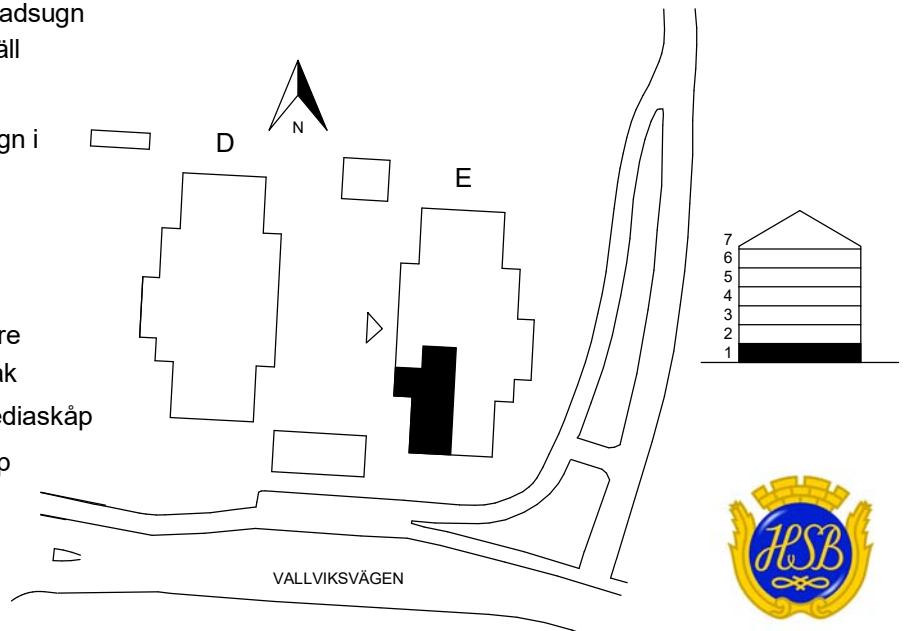 adsugn
äll
gn i
re
ak
ediaskåp
p
N
D
E
7
6
5
4
3
2
1
VALLVIKSVÄGEN
HSB